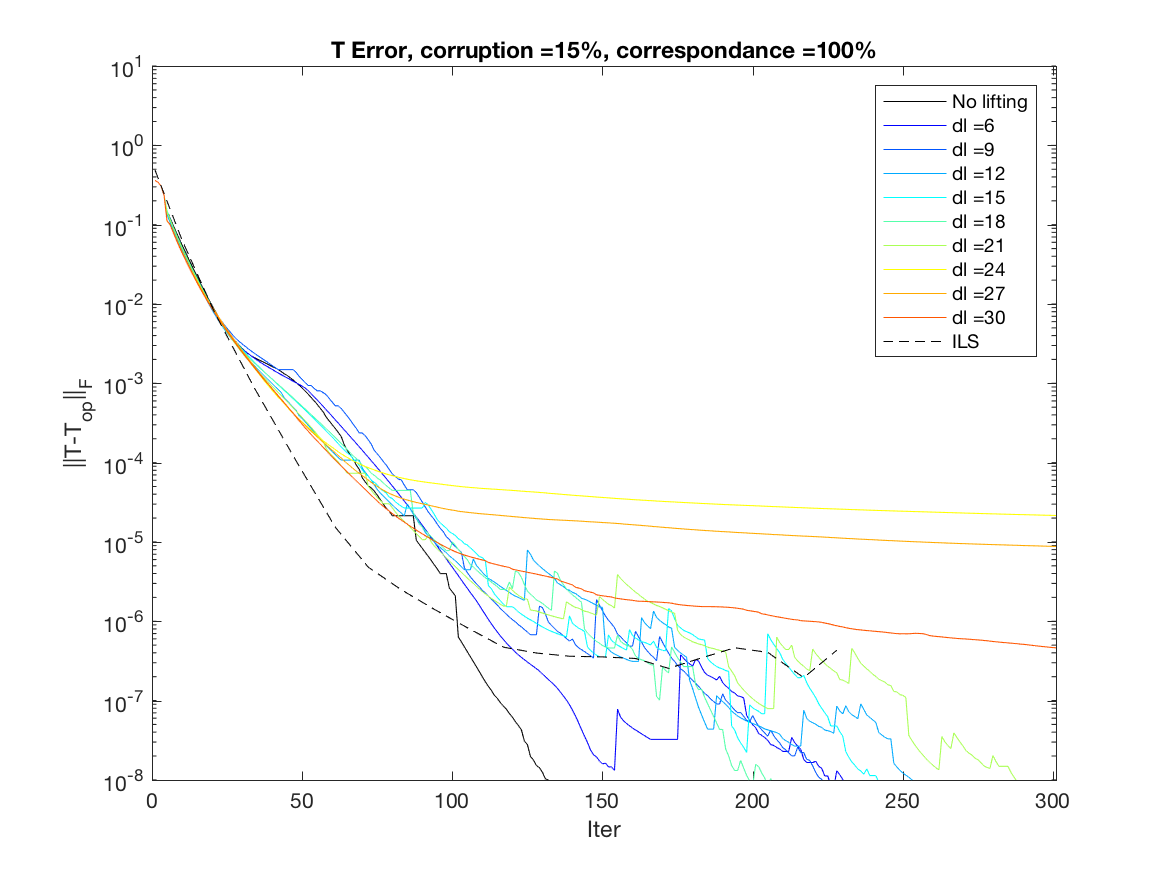 T Error, corruption =15%, correspondance =100%
10^1
10^0
10^-1
10^-2
10^-3
10^-4
10^-5
10^-6
10^-7
10^-8
||T-T_op||_F
0 50 100 150 200 250 300
Iter
No lifting
dl =6
dl =9
dl =12
dl =15
dl =18
dl =21
dl =24
dl =27
dl =30
ILS